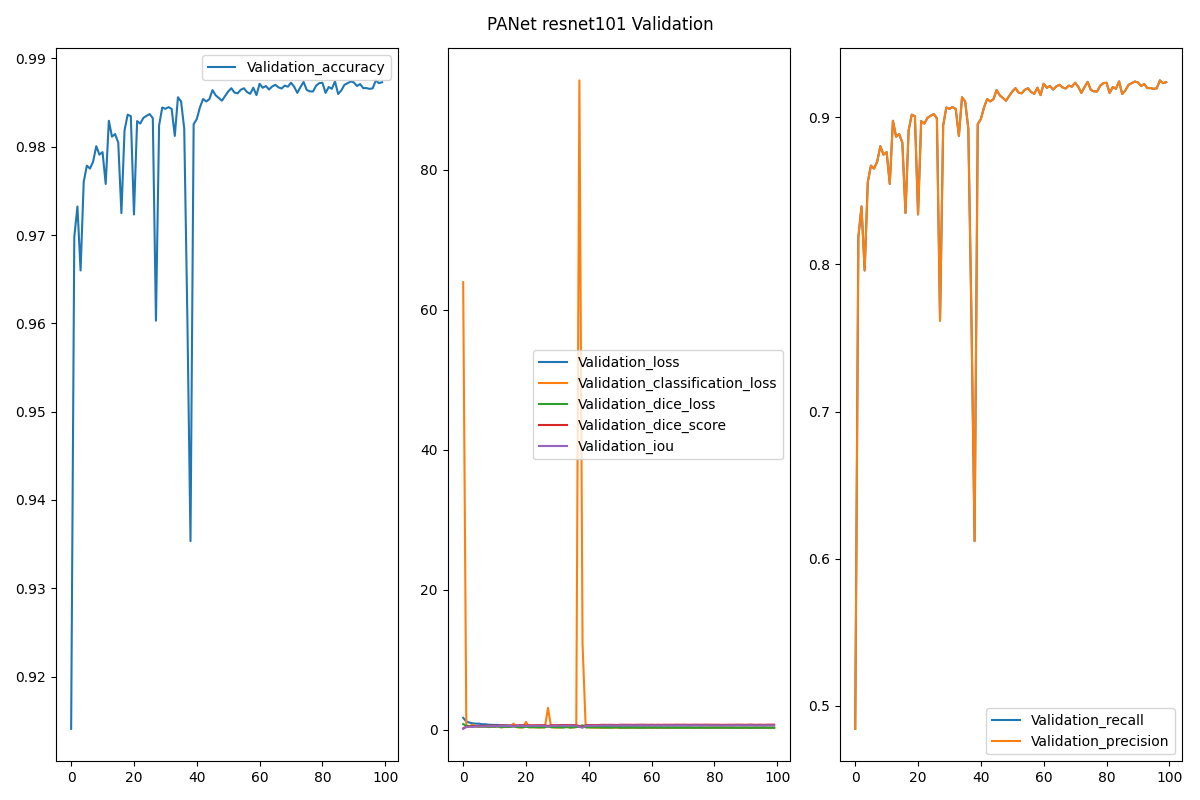 PANet resnet101 Validation
0.99
0.98
0.97
0.96
0.95
0.94
0.93
0.92
0 20 40 60 80 100
Validation_accuracy
80
60
40
20
0
0 20 40 60 80 100
Validation_loss
Validation_classification_loss
Validation_dice_loss
Validation_dice_score
Validation_iou
0.9
0.8
0.7
0.6
0.5
0 20 40 60 80 100
Validation_recall
Validation_precision